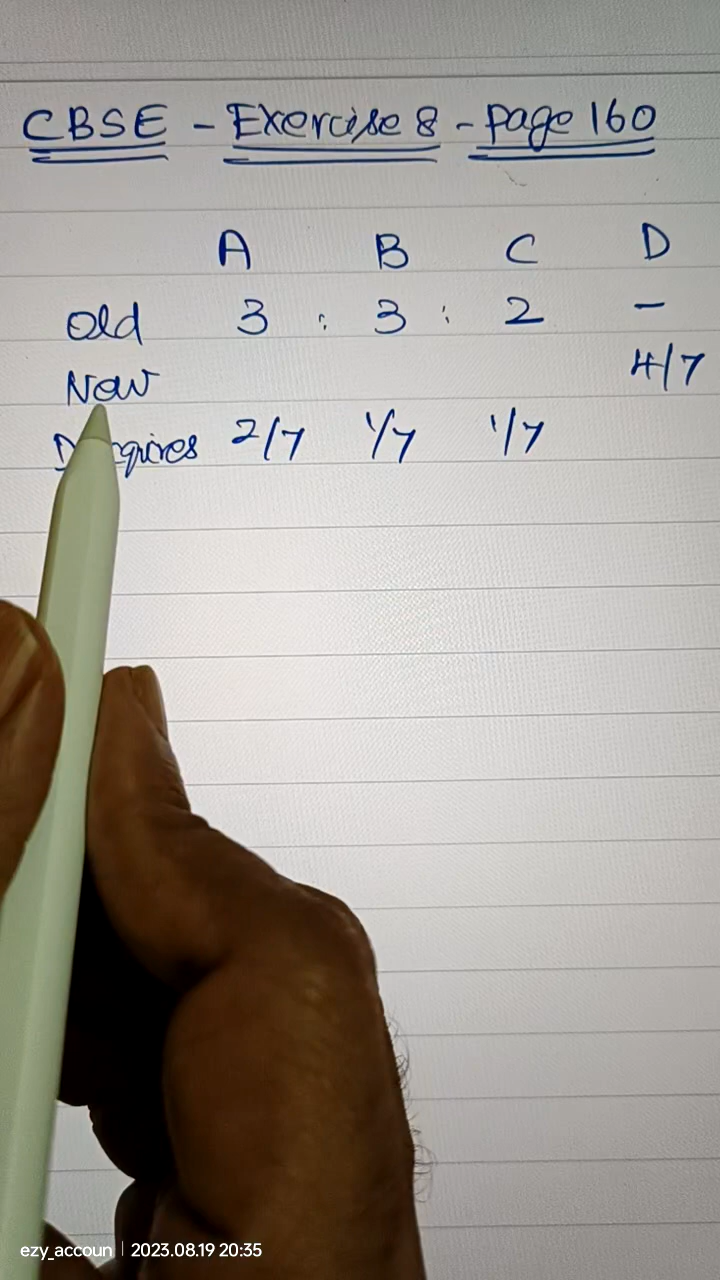 CBSE - Exercise 8 - page 160
A B C D
Old 3 : 3 : 2 -
New 4/7
2/7 1/7 1/7
ezy_accoun | 2023.08.19 20:35